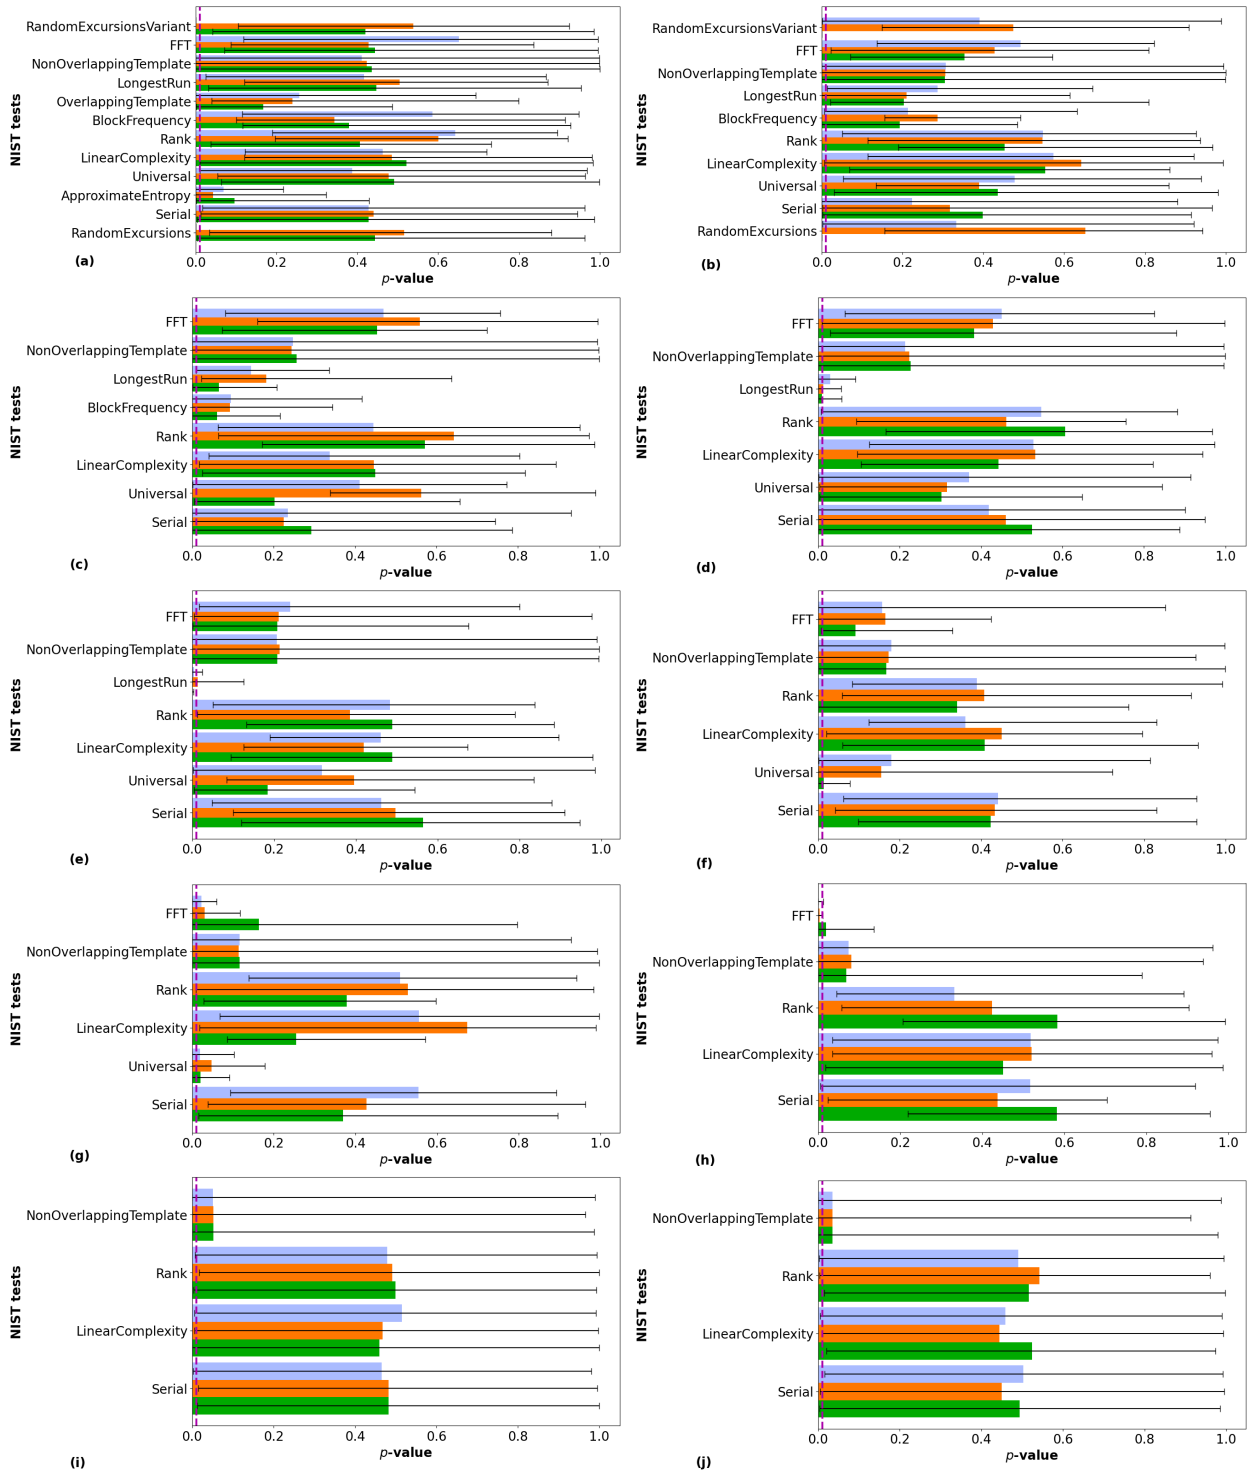 NIST tests
RandomExcursionsVariant
FFT
NonOverlappingTemplate
LongestRun
OverlappingTemplate
BlockFrequency
Rank
LinearComplexity
Universal
ApproximateEntropy
Serial
RandomExcursions
0.0 0.2 0.4 0.6 0.8 1.0
(a) p-value
NIST tests
RandomExcursionsVariant
FFT
NonOverlappingTemplate
LongestRun
BlockFrequency
Rank
LinearComplexity
Universal
Serial
RandomExcursions
0.0 0.2 0.4 0.6 0.8 1.0
(b) p-value
NIST tests
FFT
NonOverlappingTemplate
LongestRun
BlockFrequency
Rank
LinearComplexity
Universal
Serial
0.0 0.2 0.4 0.6 0.8 1.0
(c) p-value
NIST tests
FFT
NonOverlappingTemplate
LongestRun
Rank
LinearComplexity
Universal
Serial
0.0 0.2 0.4 0.6 0.8 1.0
(d) p-value
NIST tests
FFT
NonOverlappingTemplate
LongestRun
Rank
LinearComplexity
Universal
Serial
0.0 0.2 0.4 0.6 0.8 1.0
(e) p-value
NIST tests
FFT
NonOverlappingTemplate
Rank
LinearComplexity
Universal
Serial
0.0 0.2 0.4 0.6 0.8 1.0
(f) p-value
NIST tests
FFT
NonOverlappingTemplate
Rank
LinearComplexity
Universal
Serial
0.0 0.2 0.4 0.6 0.8 1.0
(g) p-value
NIST tests
FFT
NonOverlappingTemplate
Rank
LinearComplexity
Serial
0.0 0.2 0.4 0.6 0.8 1.0
(h) p-value
NIST tests
NonOverlappingTemplate
Rank
LinearComplexity
Serial
0.0 0.2 0.4 0.6 0.8 1.0
(i) p-value
NIST tests
NonOverlappingTemplate
Rank
LinearComplexity
Serial
0.0 0.2 0.4 0.6 0.8 1.0
(j) p-value